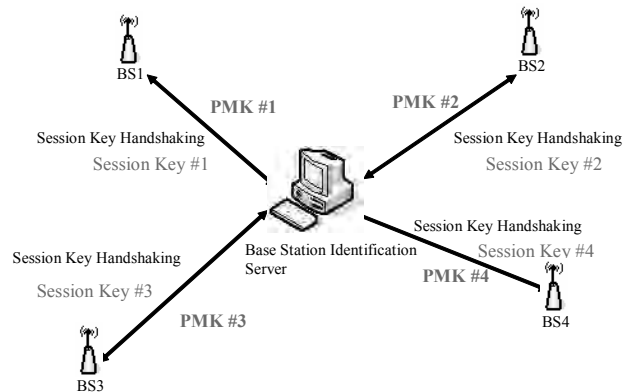 BS1
BS2
PMK #1
PMK #2
Session Key Handshaking
Session Key #1
Session Key Handshaking
Session Key #2
Session Key Handshaking
Session Key #3
Base Station Identification
Server
Session Key Handshaking
Session Key #4
PMK #4
PMK #3
BS4
BS3